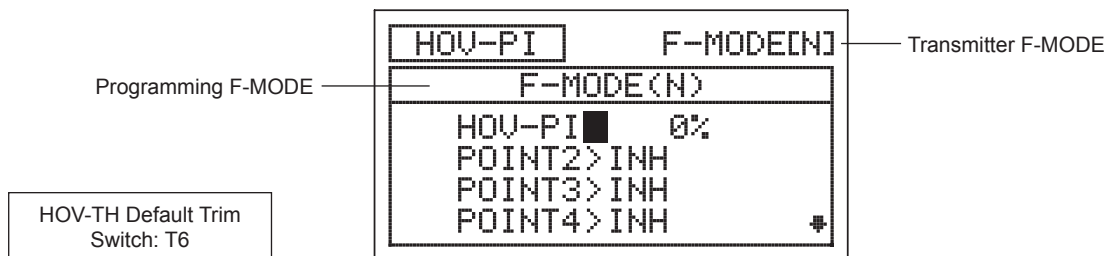 HOV-PI F-MODE[N]
Transmitter F-MODE
Programming F-MODE
F-MODE(N)
HOV-PI 0%
POINT2>INH
POINT3>INH
POINT4>INH
HOV-TH Default Trim
Switch: T6